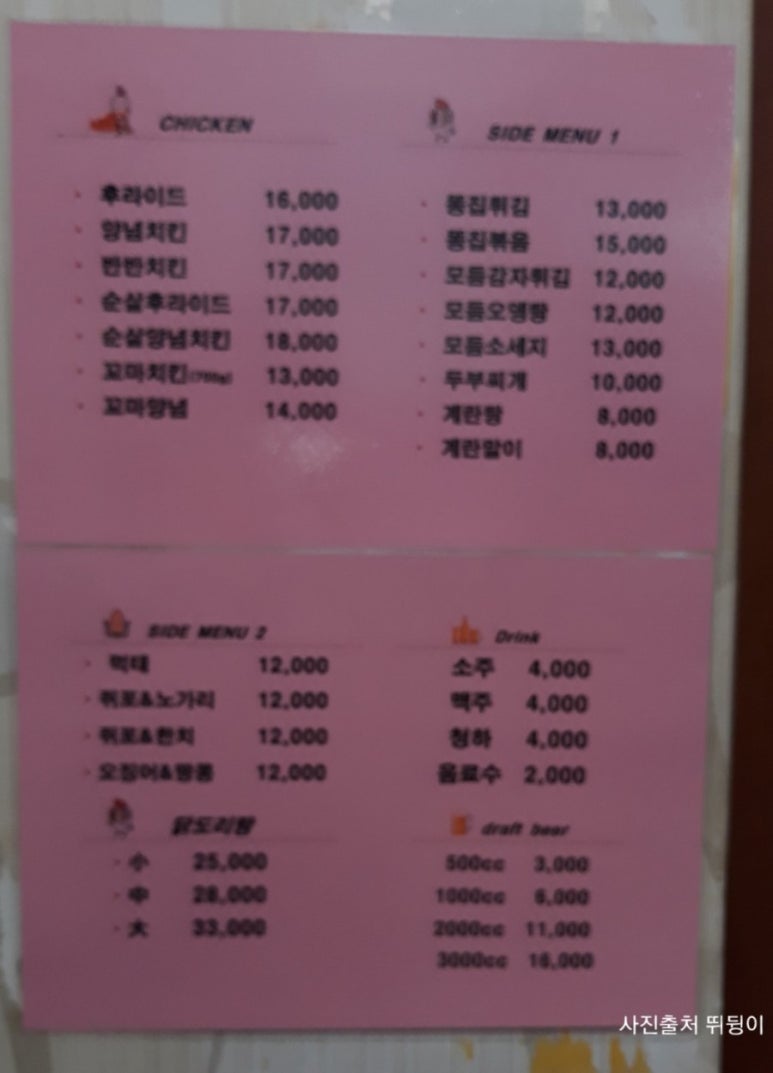 CHICKEN
후라이드 16,000
양념치킨 17,000
반반치킨 17,000
순살후라이드 17,000
순살양념치킨 18,000
꼬마치킨 13,000
꼬마양념 14,000
SIDE MENU 1
똥집튀김 13,000
똥집볶음 15,000
모듬감자튀김 12,000
모듬오뎅탕 12,000
모듬소세지 13,000
두부찌개 10,000
계란탕 8,000
계란말이 8,000
SIDE MENU 2
먹태 12,000
쥐포&노가리 12,000
쥐포&한치 12,000
오징어&땅콩 12,000
Drink
소주 4,000
맥주 4,000
청하 4,000
음료수 2,000
닭도리탕
小 25,000
中 28,000
大 33,000
draft beer
500cc 3,000
1000cc 6,000
2000cc 11,000
3000cc 16,000
사진출처 뛰뒹이